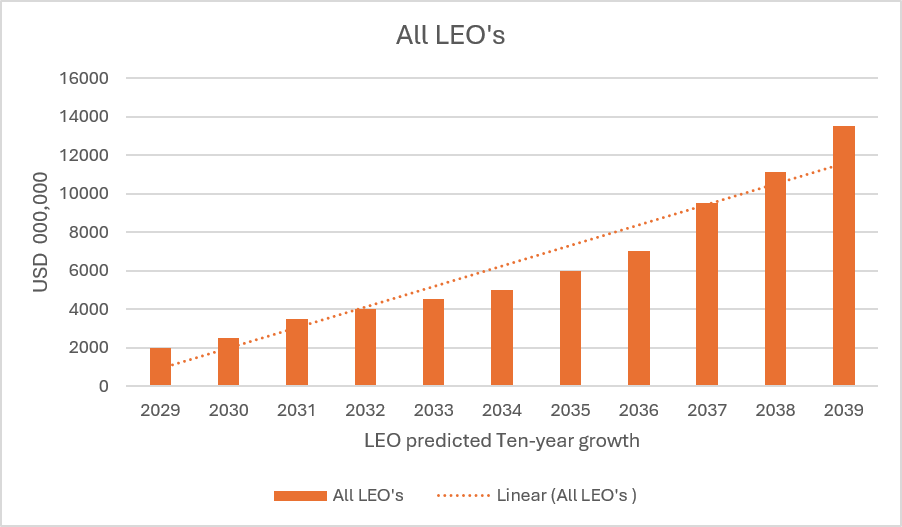 All LEO's
16000
14000
12000
10000
8000
6000
4000
2000
0
USD 000,000
2029 2030 2031 2032 2033 2034 2035 2036 2037 2038 2039
LEO predicted Ten-year growth
All LEO's Linear (All LEO's )